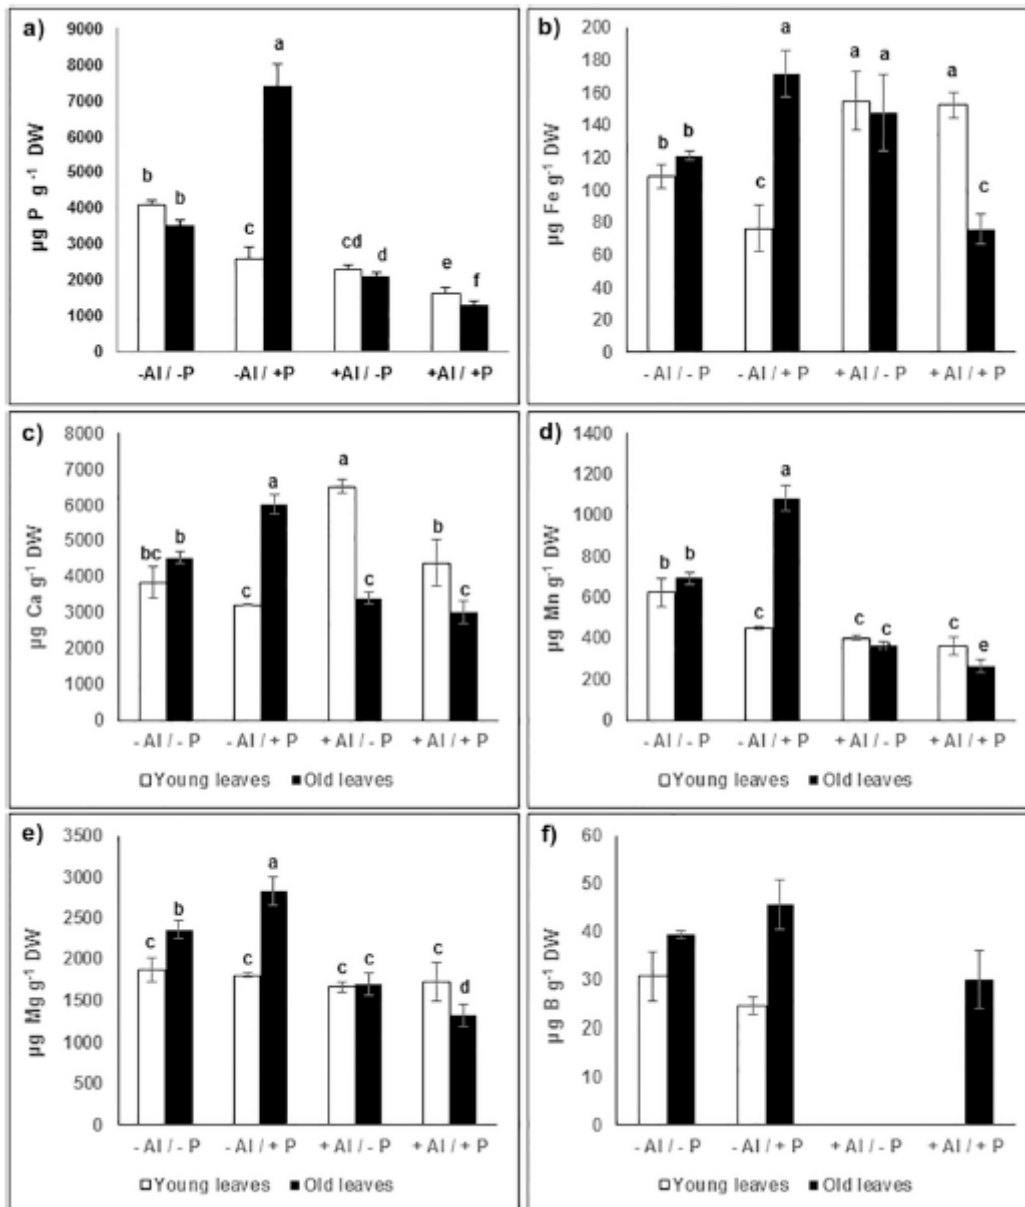 a)
µg P g-1 DW
9000
8000
7000
6000
5000
4000
3000
2000
1000
0
b
b
c
a
cd
d
e
f
-Al / -P
-Al / +P
+Al / -P
+Al / +P
b)
µg Fe g-1 DW
200
180
160
140
120
100
80
60
40
20
0
b
b
c
a
a
a
a
c
- Al / - P
- Al / + P
+ Al / - P
+ Al / + P
c)
µg Ca g-1 DW
8000
7000
6000
5000
4000
3000
2000
1000
0
bc
b
c
a
a
c
b
c
- Al / - P
- Al / + P
+ Al / - P
+ Al / + P
Young leaves Old leaves
d)
µg Mn g-1 DW
1400
1200
1000
800
600
400
200
0
b
b
c
a
c
c
c
e
- Al / - P
- Al / + P
+ Al / - P
+ Al / + P
Young leaves Old leaves
e)
µg Mg g-1 DW
3500
3000
2500
2000
1500
1000
500
0
c
b
c
a
c
c
c
d
- Al / - P
- Al / + P
+ Al / - P
+ Al / + P
Young leaves Old leaves
f)
µg B g-1 DW
60
50
40
30
20
10
0
- Al / - P
- Al / + P
+ Al / - P
+ Al / + P
Young leaves Old leaves